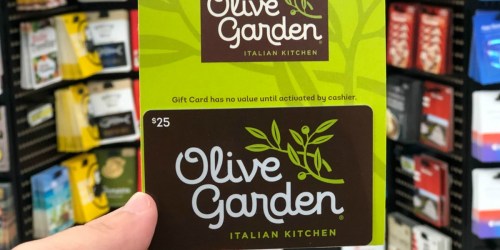 Olive
Garden
ITALIAN KITCHEN
Gift Card has no value until activated by cashier.
$25
Olive
Garden®
ITALIAN KITCHEN